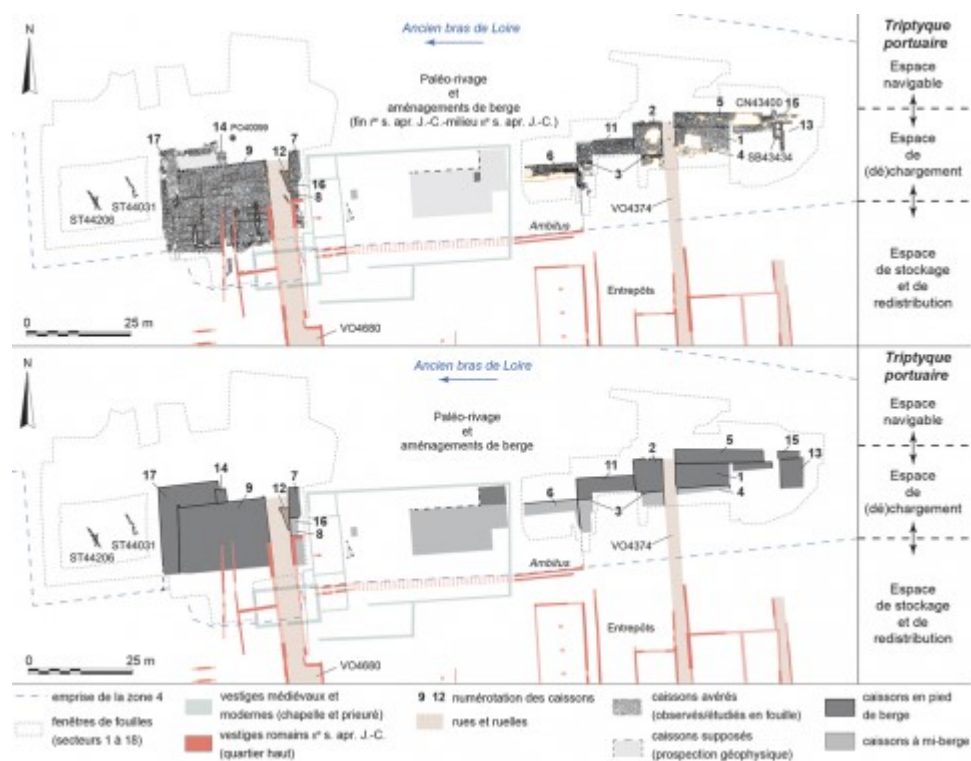 Ancien bras de Loire
Triptyque
portuaire
Espace
navigable
Espace
de
(dé)chargement
Espace
de stockage
et de
redistribution
N
Paléo-rivage
et
aménagements de berge
(fin Iᵉʳ s. apr. J.-C.-milieu IIᵉ s. apr. J.-C.)
17
14
PO40099
9
12
7
16
8
ST44031
ST44206
6
11
2
3
5
CN43400
15
13
1
4
SB43434
VO4374
Ambitus
Entrepôts
VO4680
0
25 m
N
Ancien bras de Loire
Triptyque
portuaire
Espace
navigable
Espace
de
(dé)chargement
Espace
de stockage
et de
redistribution
Paléo-rivage
et
aménagements de berge
17
14
9
12
7
16
8
ST44031
ST44206
6
11
2
3
5
15
13
1
4
VO4374
Ambitus
Entrepôts
VO4680
0
25 m
emprise de la zone 4
fenêtres de fouilles
(secteurs 1 à 18)
vestiges médiévaux et
modernes (chapelle et prieuré)
vestiges romains IIᵉ s. apr. J.-C.
(quartier haut)
9 12 numérotation des caissons
rues et ruelles
caissons avérés
(observés/étudiés en fouille)
caissons supposés
(prospection géophysique)
caissons en pied
de berge
caissons à mi-berge